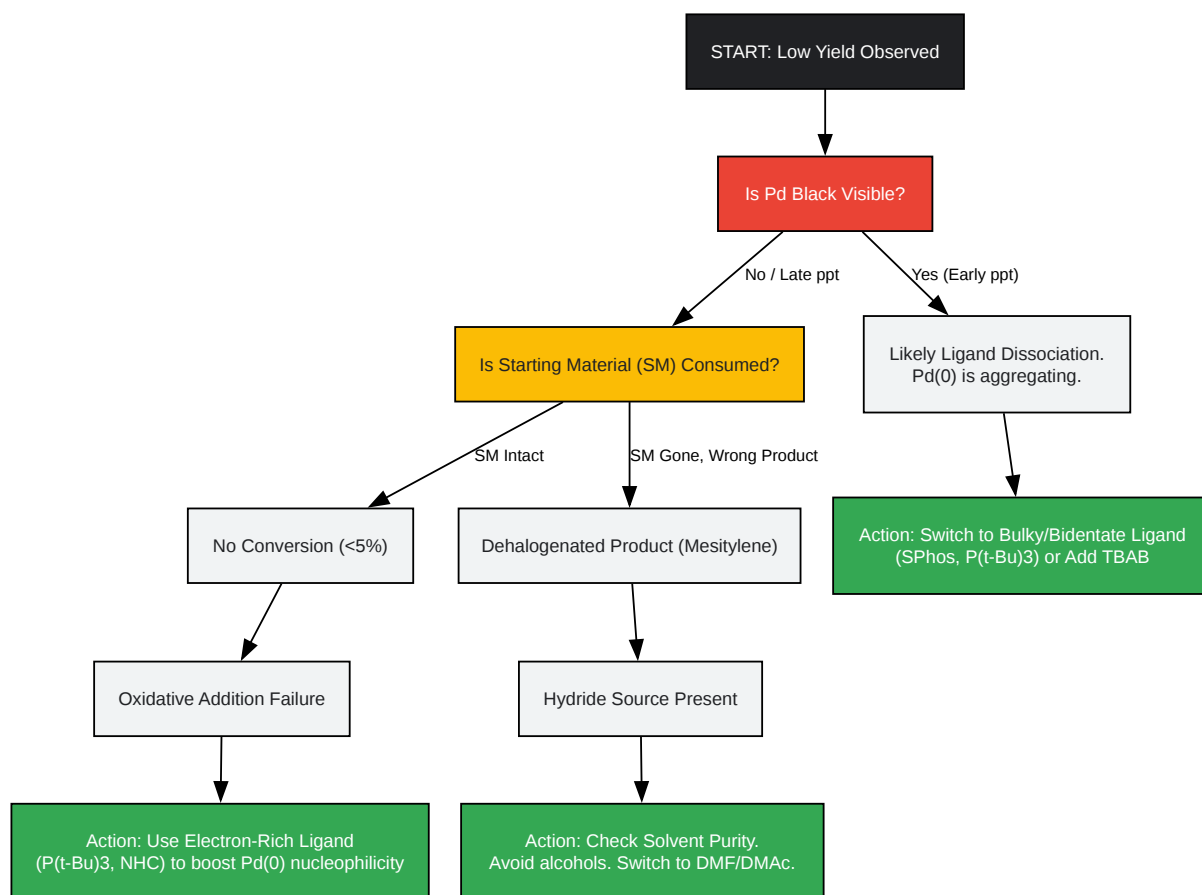 START: Low Yield Observed
Is Pd Black Visible?
No / Late ppt
Yes (Early ppt)
Is Starting Material (SM) Consumed?
Likely Ligand Dissociation.
Pd(0) is aggregating.
SM Intact
SM Gone, Wrong Product
No Conversion (<5%)
Dehalogenated Product (Mesitylene)
Action: Switch to Bulky/Bidentate Ligand
(SPhos, P(t-Bu)3) or Add TBAB
Oxidative Addition Failure
Hydride Source Present
Action: Use Electron-Rich Ligand
(P(t-Bu)3, NHC) to boost Pd(0) nucleophilicity
Action: Check Solvent Purity.
Avoid alcohols. Switch to DMF/DMAc.